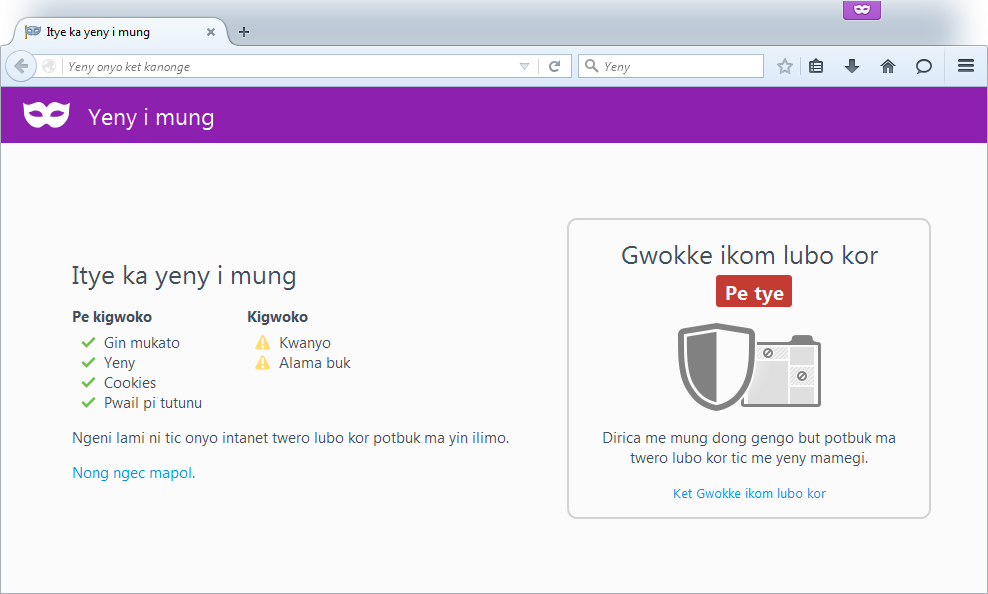 Itye ka yeny i mung
Yeny onyo ket kanonge
Yeny
Yeny i mung
Itye ka yeny i mung
Pe kigwoko
Gin mukato
Yeny
Cookies
Pwail pi tutunu
Kigwoko
Kwanyo
Alama buk
Ngeni lami ni tic onyo intanet twero lubo kor potbuk ma yin ilimo.
Nong ngec mapol.
Gwokke ikom lubo kor
Pe tye
Dirica me mung dong gengo but potbuk ma
twero lubo kor tic me yeny mamegi.
Ket Gwokke ikom lubo kor